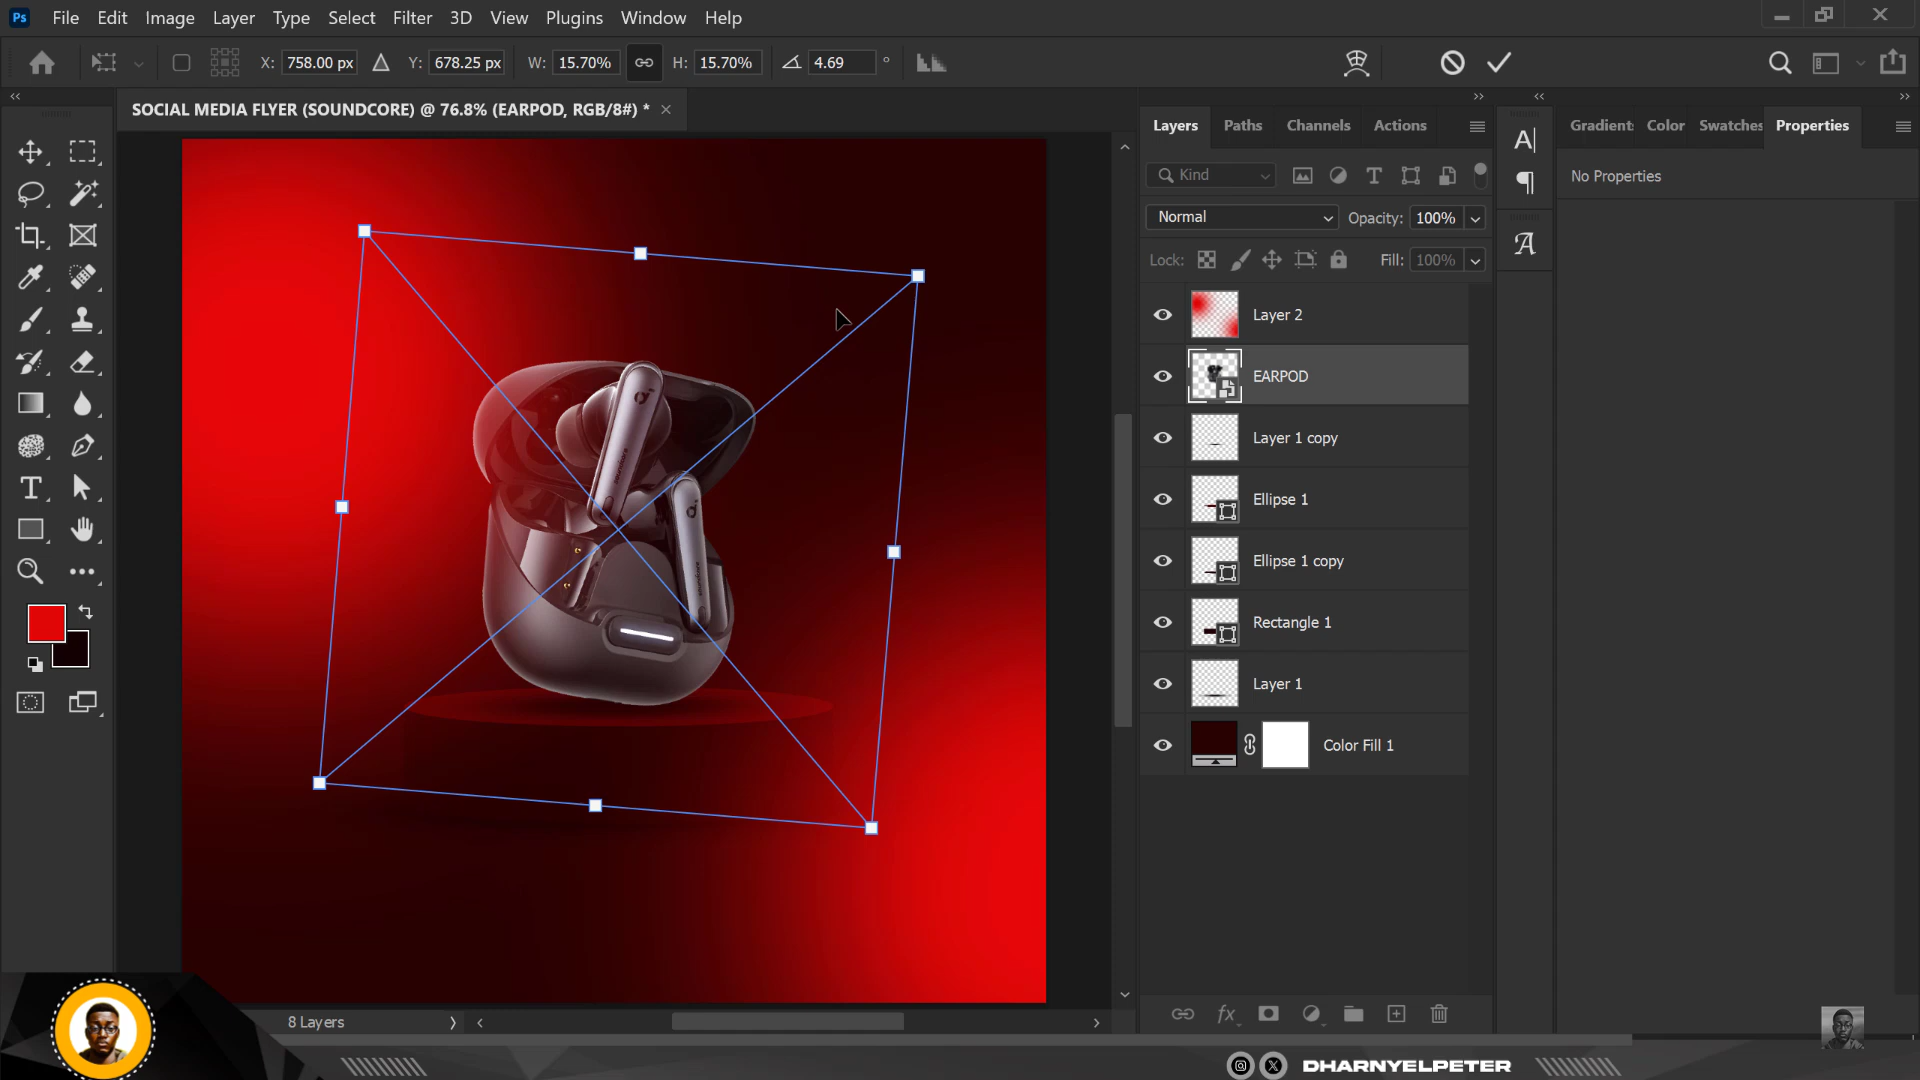 Ps File Edit Image Layer Type Select Filter 3D View Plugins Window Help
X: 758.00 px Y: 678.25 px W: 15.70% H: 15.70% 4.69 °
SOCIAL MEDIA FLYER (SOUNDCORE) @ 76.8% (EARPOD, RGB/8#) * ×
Layers Paths Channels Actions
Gradient Color Swatches Properties
Kind
No Properties
Normal Opacity: 100%
Lock: Fill: 100%
Layer 2
EARPOD
Layer 1 copy
Ellipse 1
Ellipse 1 copy
Rectangle 1
Layer 1
Color Fill 1
8 Layers
DHARNYELPETER